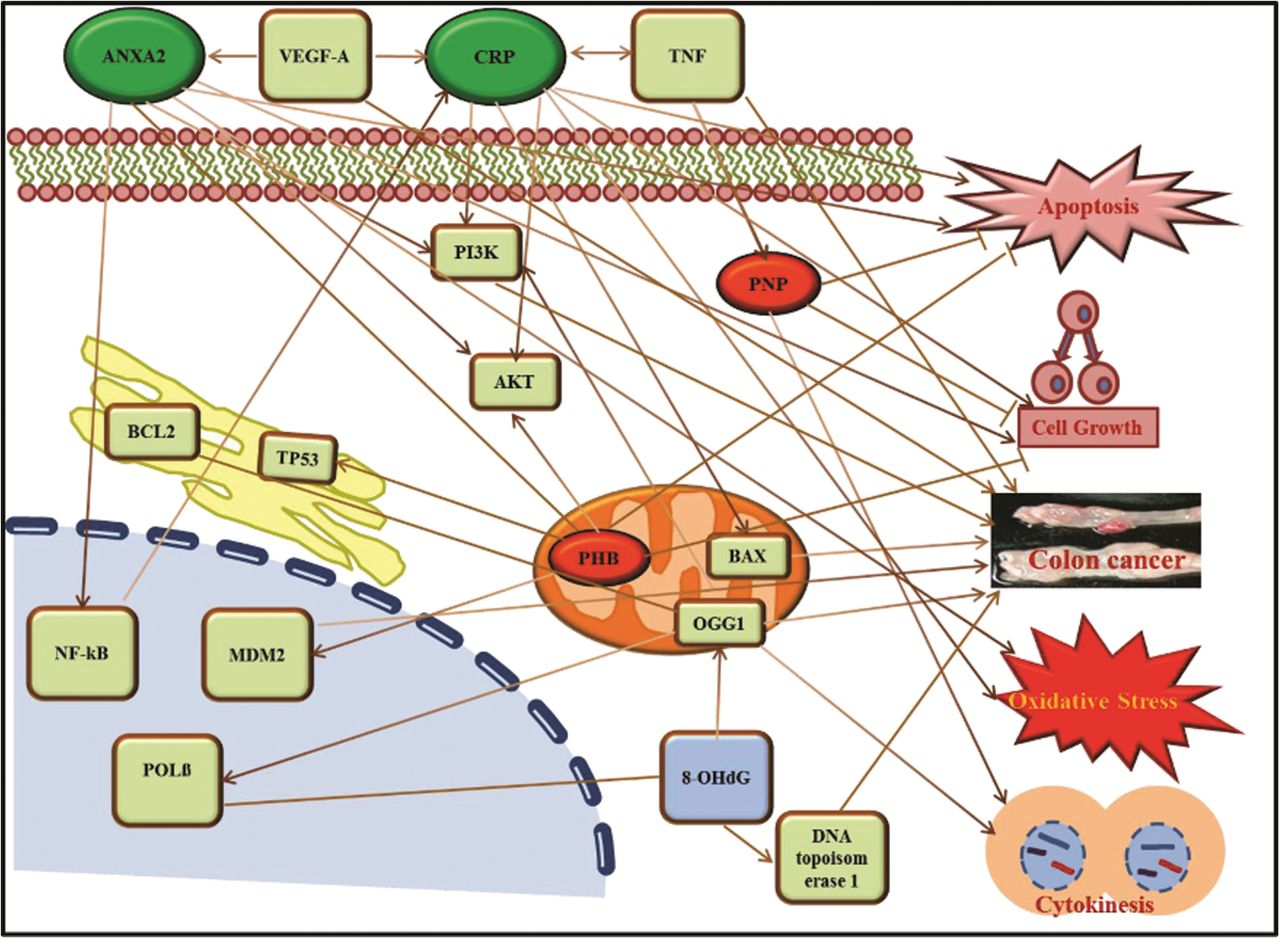 ANXA2
VEGF-A
CRP
TNF
PI3K
PNP
Apoptosis
AKT
Cell Growth
BCL2
TP53
PHB
BAX
Colon cancer
OGG1
NF-kB
MDM2
Oxidative Stress
POLß
8-OHdG
DNA
topoisom
erase 1
Cytokinesis